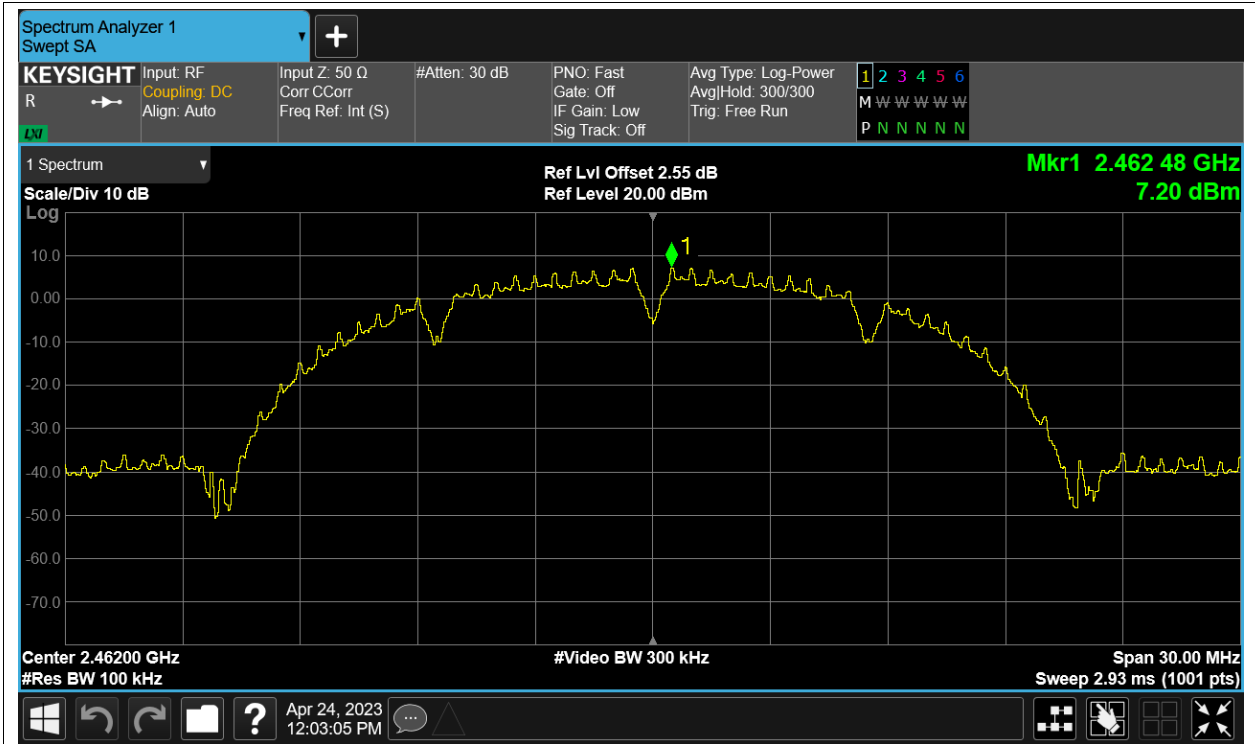 Spectrum Analyzer 1
Swept SA
+
KEYSIGHT
R
LXI
Input: RF
Coupling: DC
Align: Auto
Input Z: 50 Ω
Corr CCorr
Freq Ref: Int (S)
#Atten: 30 dB
PNO: Fast
Gate: Off
IF Gain: Low
Sig Track: Off
Avg Type: Log-Power
Avg|Hold: 300/300
Trig: Free Run
1 2 3 4 5 6
M W W W W W
P N N N N N
1 Spectrum
Scale/Div 10 dB
Log
Ref Lvl Offset 2.55 dB
Ref Level 20.00 dBm
Mkr1 2.462 48 GHz
7.20 dBm
1
10.0
0.00
-10.0
-20.0
-30.0
-40.0
-50.0
-60.0
-70.0
Center 2.46200 GHz
#Res BW 100 kHz
#Video BW 300 kHz
Span 30.00 MHz
Sweep 2.93 ms (1001 pts)
?
Apr 24, 2023
12:03:05 PM